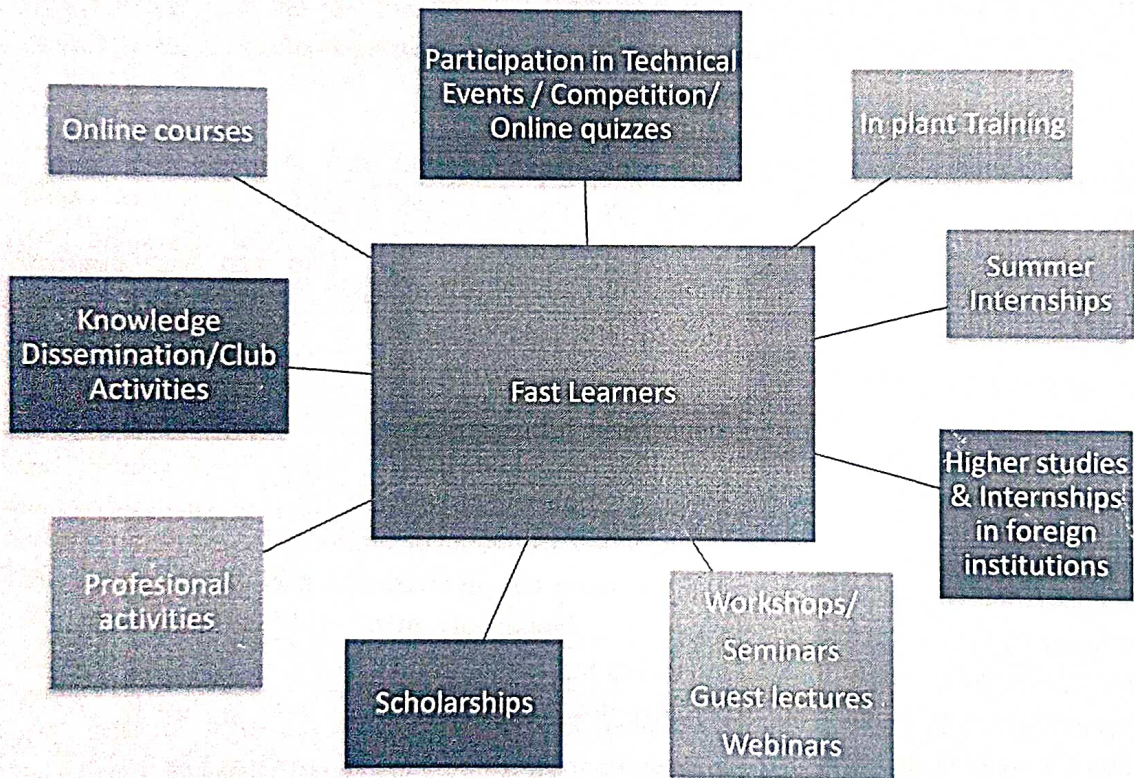 Participation in Technical
Events / Competition/
Online quizzes
Online courses
In plant Training
Summer
Internships
Knowledge
Dissemination/Club
Activities
Fast Learners
Higher studies
& Internships
in foreign
institutions
Profesional
activities
Workshops/
Seminars
Guest lectures
Webinars
Scholarships